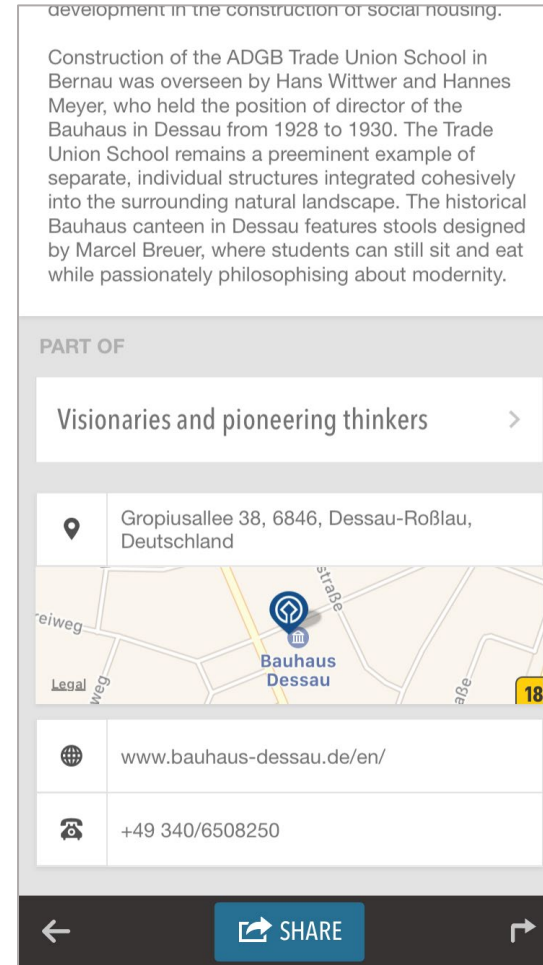 development in the construction of social housing.
Construction of the ADGB Trade Union School in
Bernau was overseen by Hans Wittwer and Hannes
Meyer, who held the position of director of the
Bauhaus in Dessau from 1928 to 1930. The Trade
Union School remains a preeminent example of
separate, individual structures integrated cohesively
into the surrounding natural landscape. The historical
Bauhaus canteen in Dessau features stools designed
by Marcel Breuer, where students can still sit and eat
while passionately philosophising about modernity.
PART OF
Visionaries and pioneering thinkers
Gropiusallee 38, 6846, Dessau-Roßlau,
Deutschland
straße
eiweg
Bauhaus
Dessau
Legal
weg
aße
18
www.bauhaus-dessau.de/en/
+49 340/6508250
SHARE